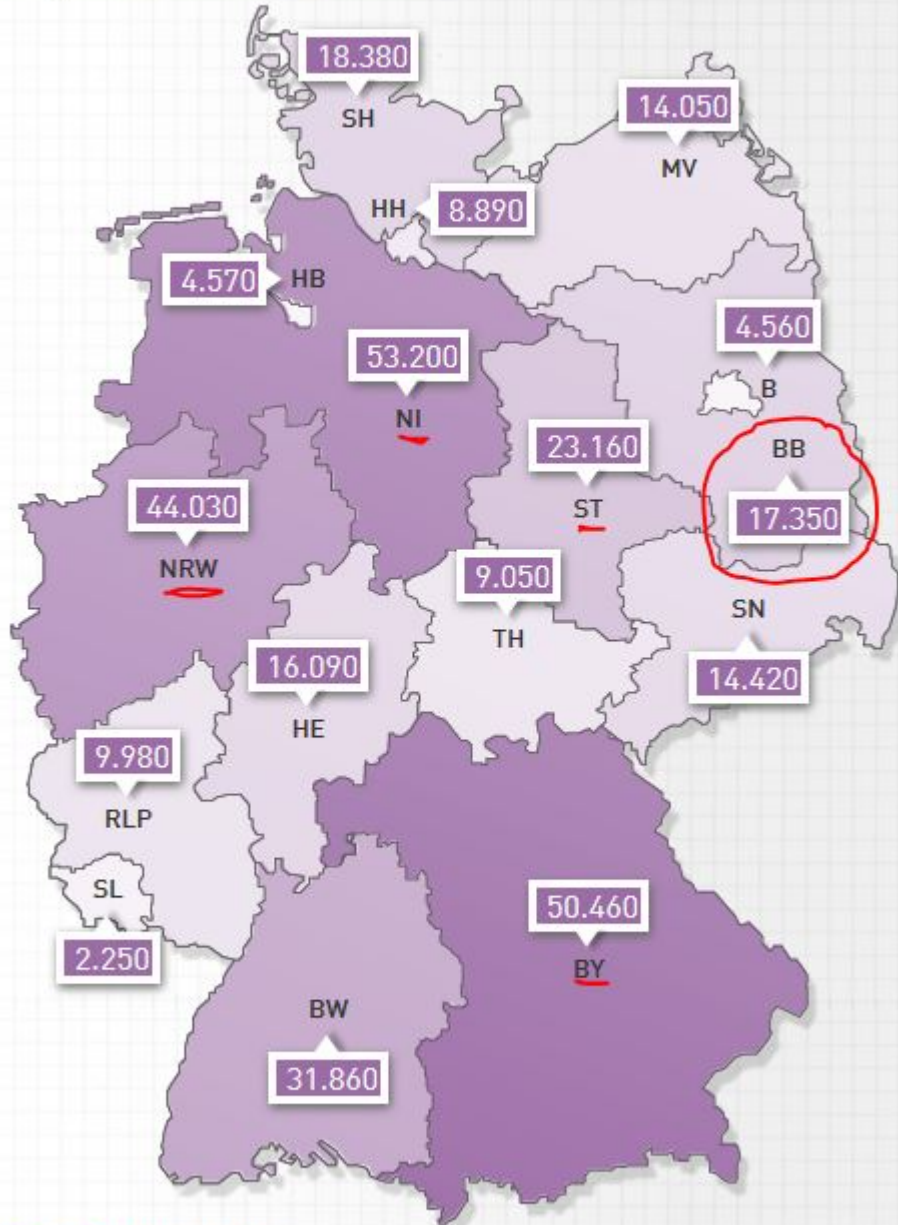 18.380
SH
14.050
MV
HH
8.890
4.570
HB
4.560
B
53.200
NI
BB
17.350
23.160
ST
44.030
NRW
9.050
TH
SN
14.420
16.090
HE
9.980
RLP
SL
2.250
50.460
BY
BW
31.860